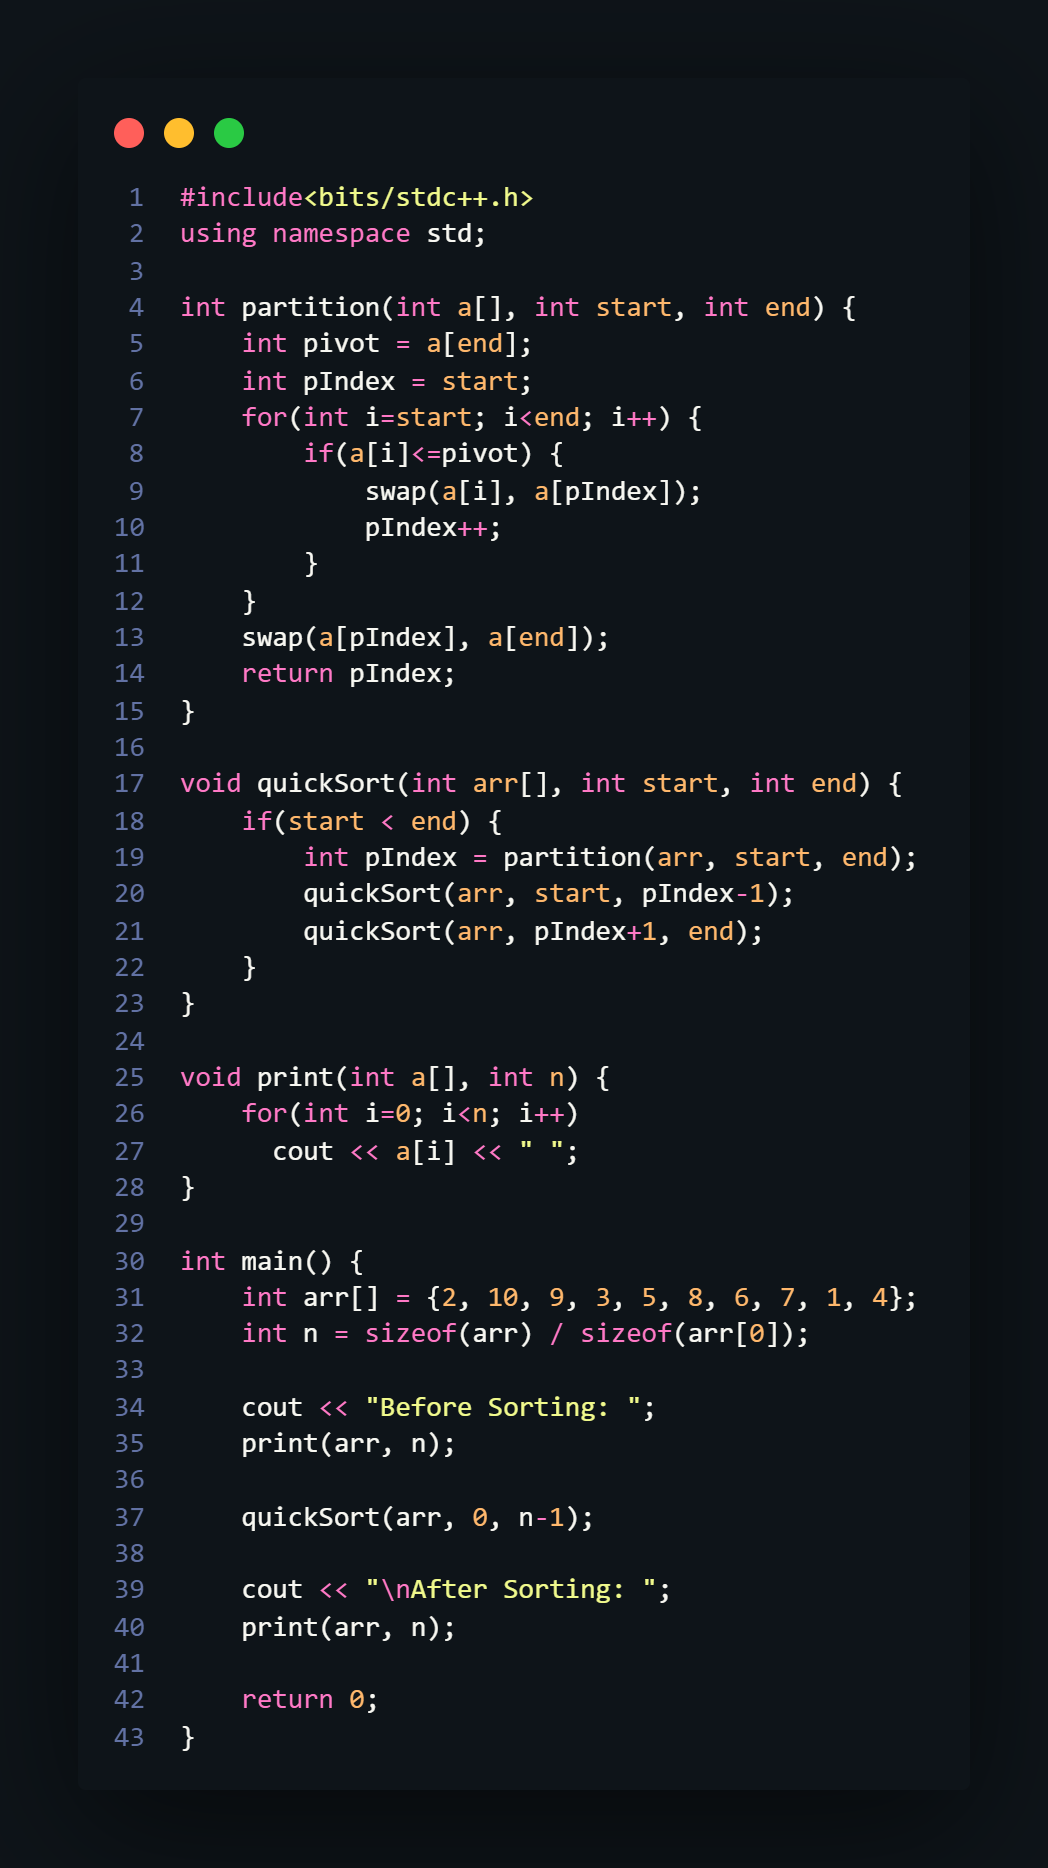 1 #include<bits/stdc++.h>
2 using namespace std;
3
4 int partition(int a[], int start, int end) {
5     int pivot = a[end];
6     int pIndex = start;
7     for(int i=start; i<end; i++) {
8         if(a[i]<=pivot) {
9             swap(a[i], a[pIndex]);
10             pIndex++;
11         }
12     }
13     swap(a[pIndex], a[end]);
14     return pIndex;
15 }
16
17 void quickSort(int arr[], int start, int end) {
18     if(start < end) {
19         int pIndex = partition(arr, start, end);
20         quickSort(arr, start, pIndex-1);
21         quickSort(arr, pIndex+1, end);
22     }
23 }
24
25 void print(int a[], int n) {
26     for(int i=0; i<n; i++)
27       cout << a[i] << " ";
28 }
29
30 int main() {
31     int arr[] = {2, 10, 9, 3, 5, 8, 6, 7, 1, 4};
32     int n = sizeof(arr) / sizeof(arr[0]);
33
34     cout << "Before Sorting: ";
35     print(arr, n);
36
37     quickSort(arr, 0, n-1);
38
39     cout << "\nAfter Sorting: ";
40     print(arr, n);
41
42     return 0;
43 }